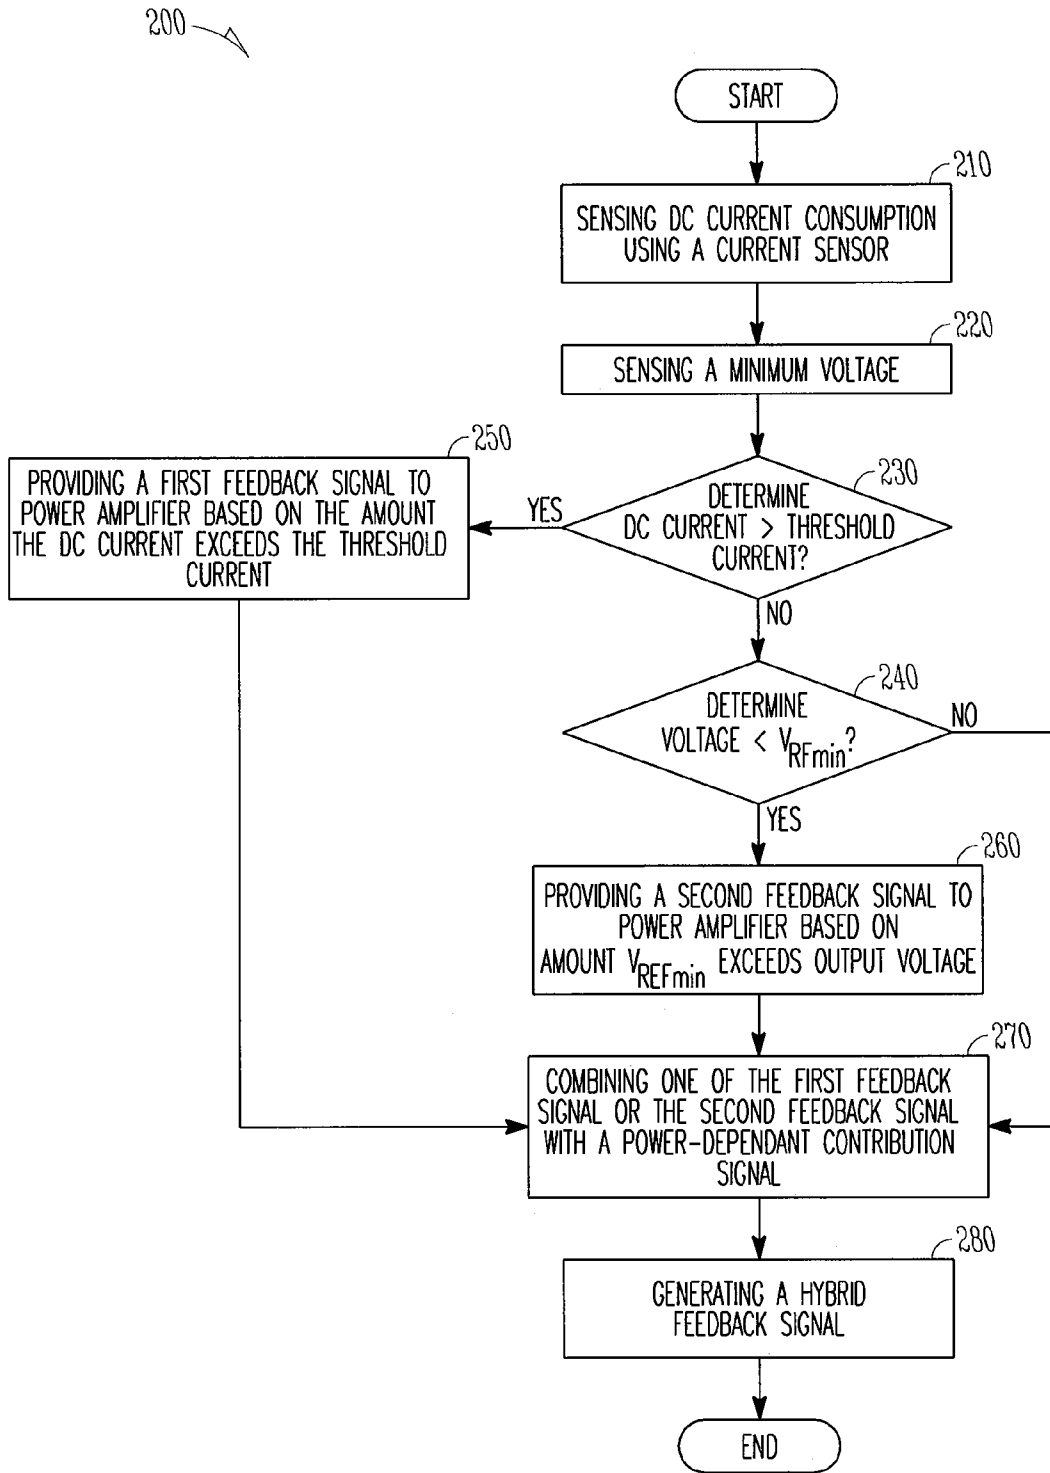 200
START
210
SENSING DC CURRENT CONSUMPTION
USING A CURRENT SENSOR
220
SENSING A MINIMUM VOLTAGE
230
DETERMINE
DC CURRENT > THRESHOLD
CURRENT?
YES
NO
250
PROVIDING A FIRST FEEDBACK SIGNAL TO
POWER AMPLIFIER BASED ON THE AMOUNT
THE DC CURRENT EXCEEDS THE THRESHOLD
CURRENT
240
DETERMINE
VOLTAGE < VRFmin?
NO
YES
260
PROVIDING A SECOND FEEDBACK SIGNAL TO
POWER AMPLIFIER BASED ON
AMOUNT VREFmin EXCEEDS OUTPUT VOLTAGE
270
COMBINING ONE OF THE FIRST FEEDBACK
SIGNAL OR THE SECOND FEEDBACK SIGNAL
WITH A POWER-DEPENDANT CONTRIBUTION
SIGNAL
280
GENERATING A HYBRID
FEEDBACK SIGNAL
END